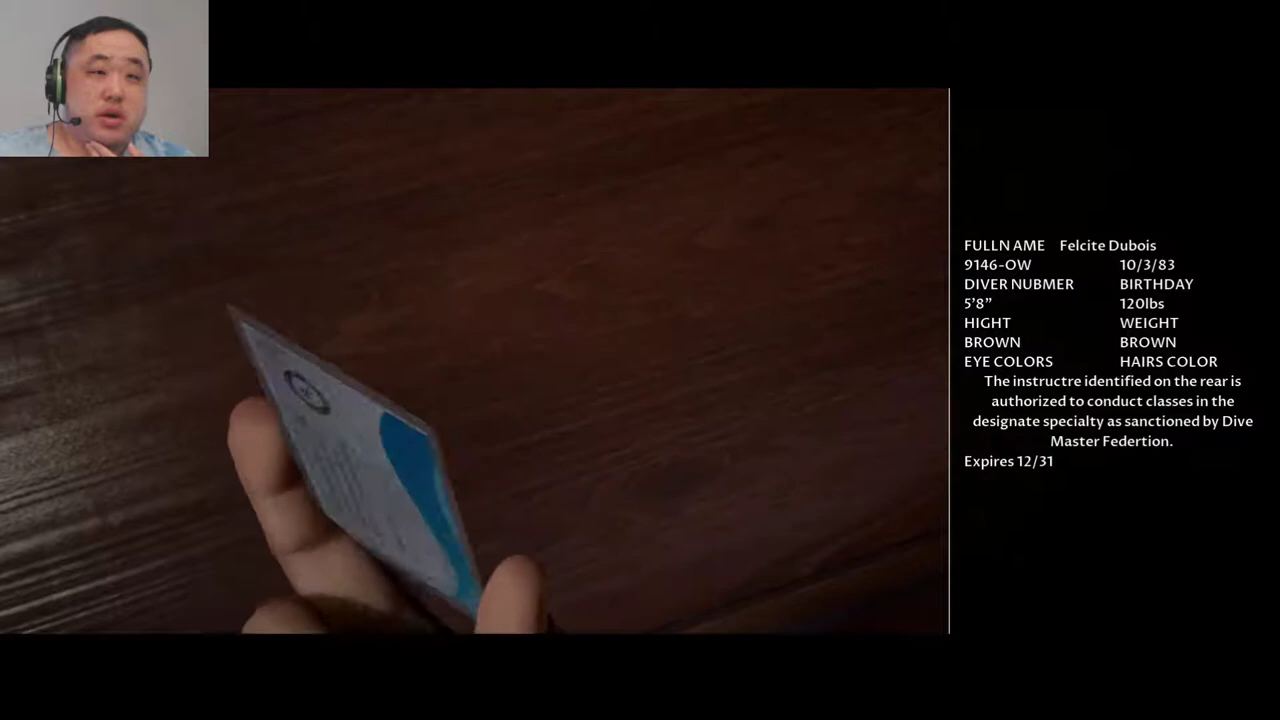 FULLN AME Felcite Dubois
9146-OW 10/3/83
DIVER NUBMER BIRTHDAY
5'8” 120lbs
HIGHT WEIGHT
BROWN BROWN
EYE COLORS HAIRS COLOR
The instructre identified on the rear is
authorized to conduct classes in the
designate specialty as sanctioned by Dive
Master Federtion.
Expires 12/31